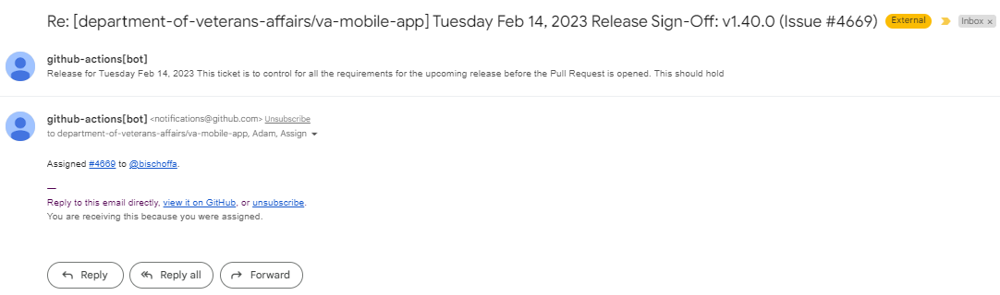 Re: [department-of-veterans-affairs/va-mobile-app] Tuesday Feb 14, 2023 Release Sign-Off: v1.40.0 (Issue #4669) External Inbox x
github-actions[bot]
Release for Tuesday Feb 14, 2023 This ticket is to control for all the requirements for the upcoming release before the Pull Request is opened. This should hold
github-actions[bot] <notifications@github.com> Unsubscribe
to department-of-veterans-affairs/va-mobile-app, Adam, Assign
Assigned #4669 to @bischoffa.
—
Reply to this email directly, view it on GitHub, or unsubscribe.
You are receiving this because you were assigned.
Reply Reply all Forward